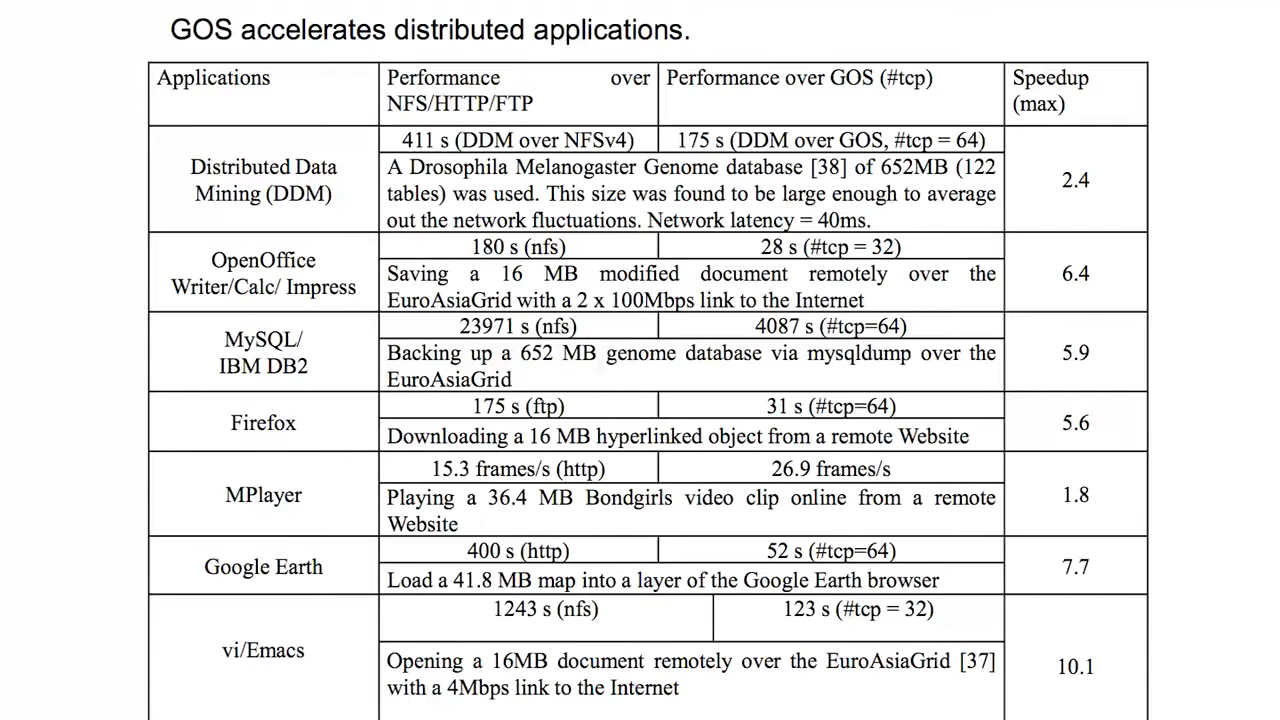 GOS accelerates distributed applications.
Applications
Performance over
NFS/HTTP/FTP
Performance over GOS (#tcp)
Speedup
(max)
Distributed Data
Mining (DDM)
411 s (DDM over NFSv4)
175 s (DDM over GOS, #tcp = 64)
A Drosophila Melanogaster Genome database [38] of 652MB (122
tables) was used. This size was found to be large enough to average
out the network fluctuations. Network latency = 40ms.
2.4
OpenOffice
Writer/Calc/ Impress
180 s (nfs)
28 s (#tcp = 32)
Saving a 16 MB modified document remotely over the
EuroAsiaGrid with a 2 x 100Mbps link to the Internet
6.4
MySQL/
IBM DB2
23971 s (nfs)
4087 s (#tcp=64)
Backing up a 652 MB genome database via mysqldump over the
EuroAsiaGrid
5.9
Firefox
175 s (ftp)
31 s (#tcp=64)
Downloading a 16 MB hyperlinked object from a remote Website
5.6
MPlayer
15.3 frames/s (http)
26.9 frames/s
Playing a 36.4 MB Bondgirls video clip online from a remote
Website
1.8
Google Earth
400 s (http)
52 s (#tcp=64)
Load a 41.8 MB map into a layer of the Google Earth browser
7.7
vi/Emacs
1243 s (nfs)
123 s (#tcp = 32)
Opening a 16MB document remotely over the EuroAsiaGrid [37]
with a 4Mbps link to the Internet
10.1